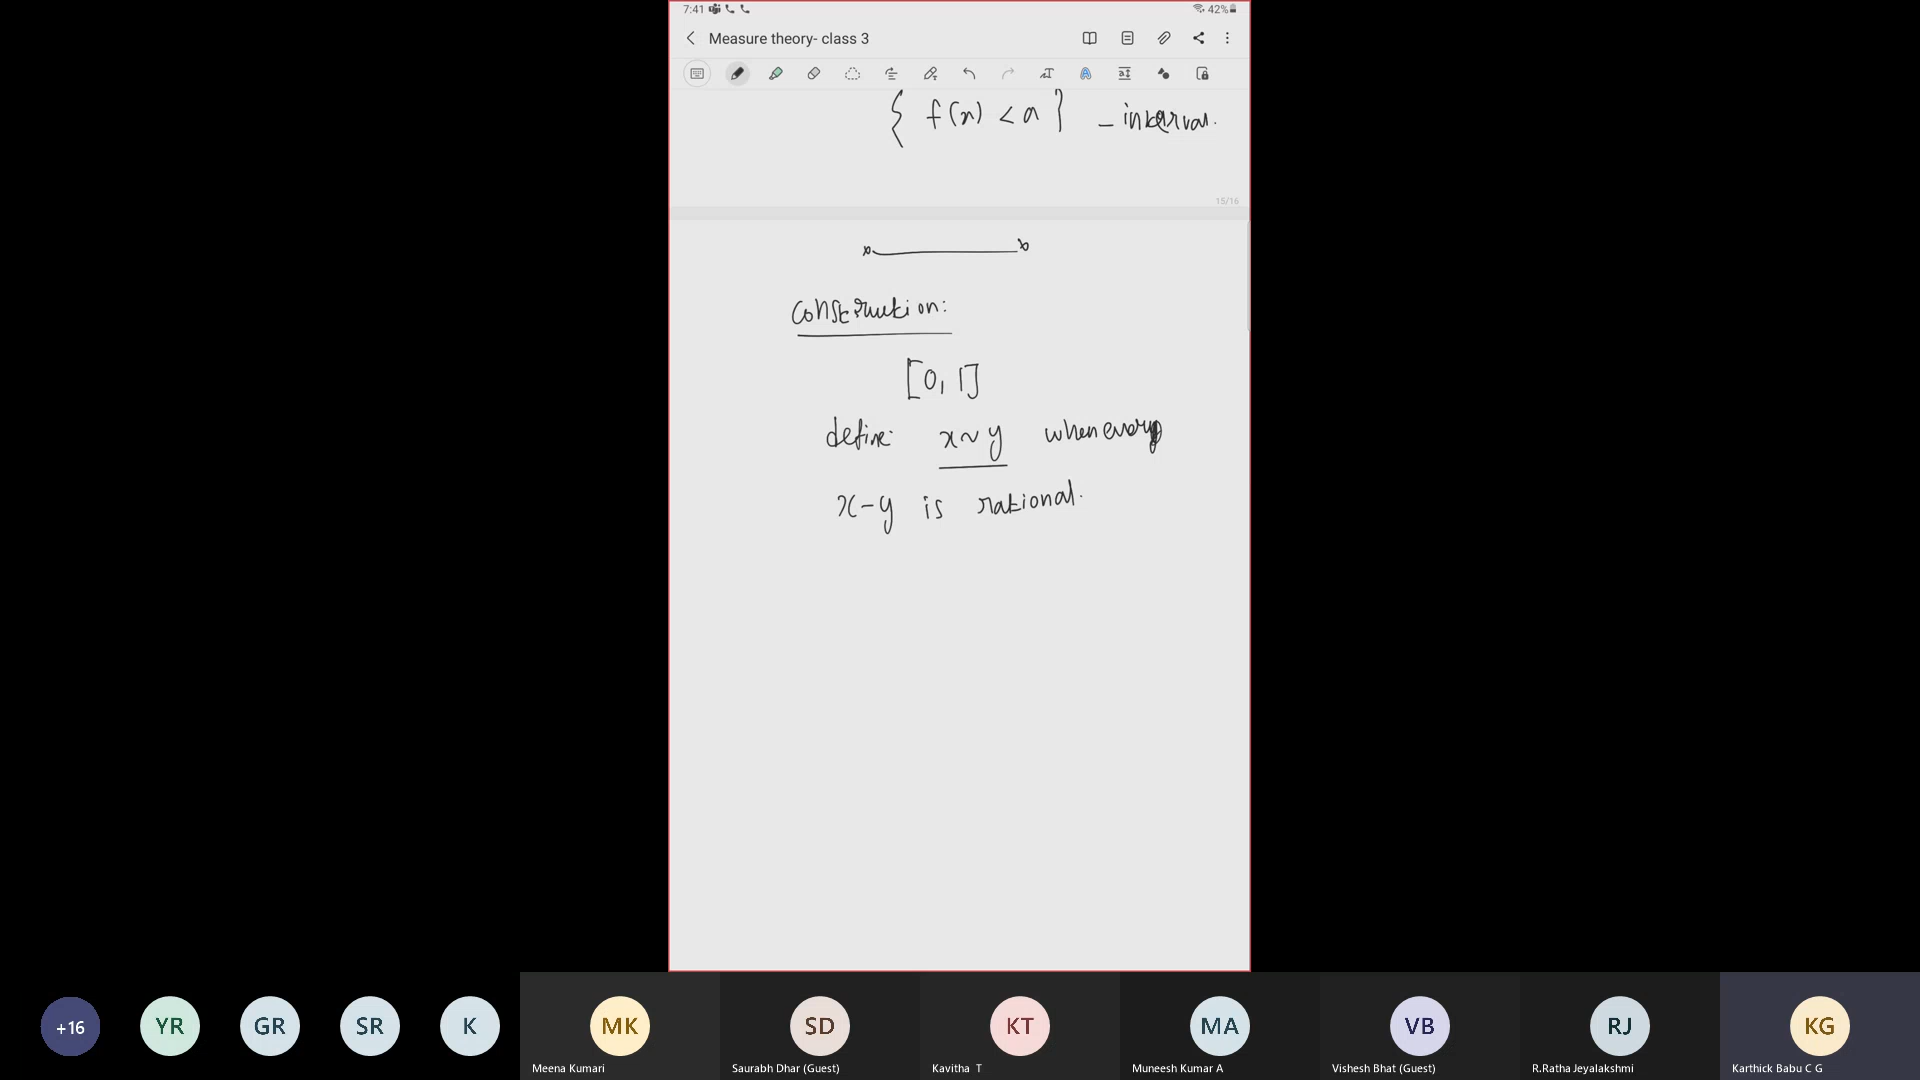 7:41
42%
Measure theory- class 3
{ f(x) < a } - interval.
15/16
construction:
[0, 1]
define: x ~ y whenever
x-y is rational.
+16
YR
GR
SR
K
MK
SD
KT
MA
VB
RJ
KG
Meena Kumari
Saurabh Dhar (Guest)
Kavitha T
Muneesh Kumar A
Vishesh Bhat (Guest)
R.Ratha Jeyalakshmi
Karthick Babu C G